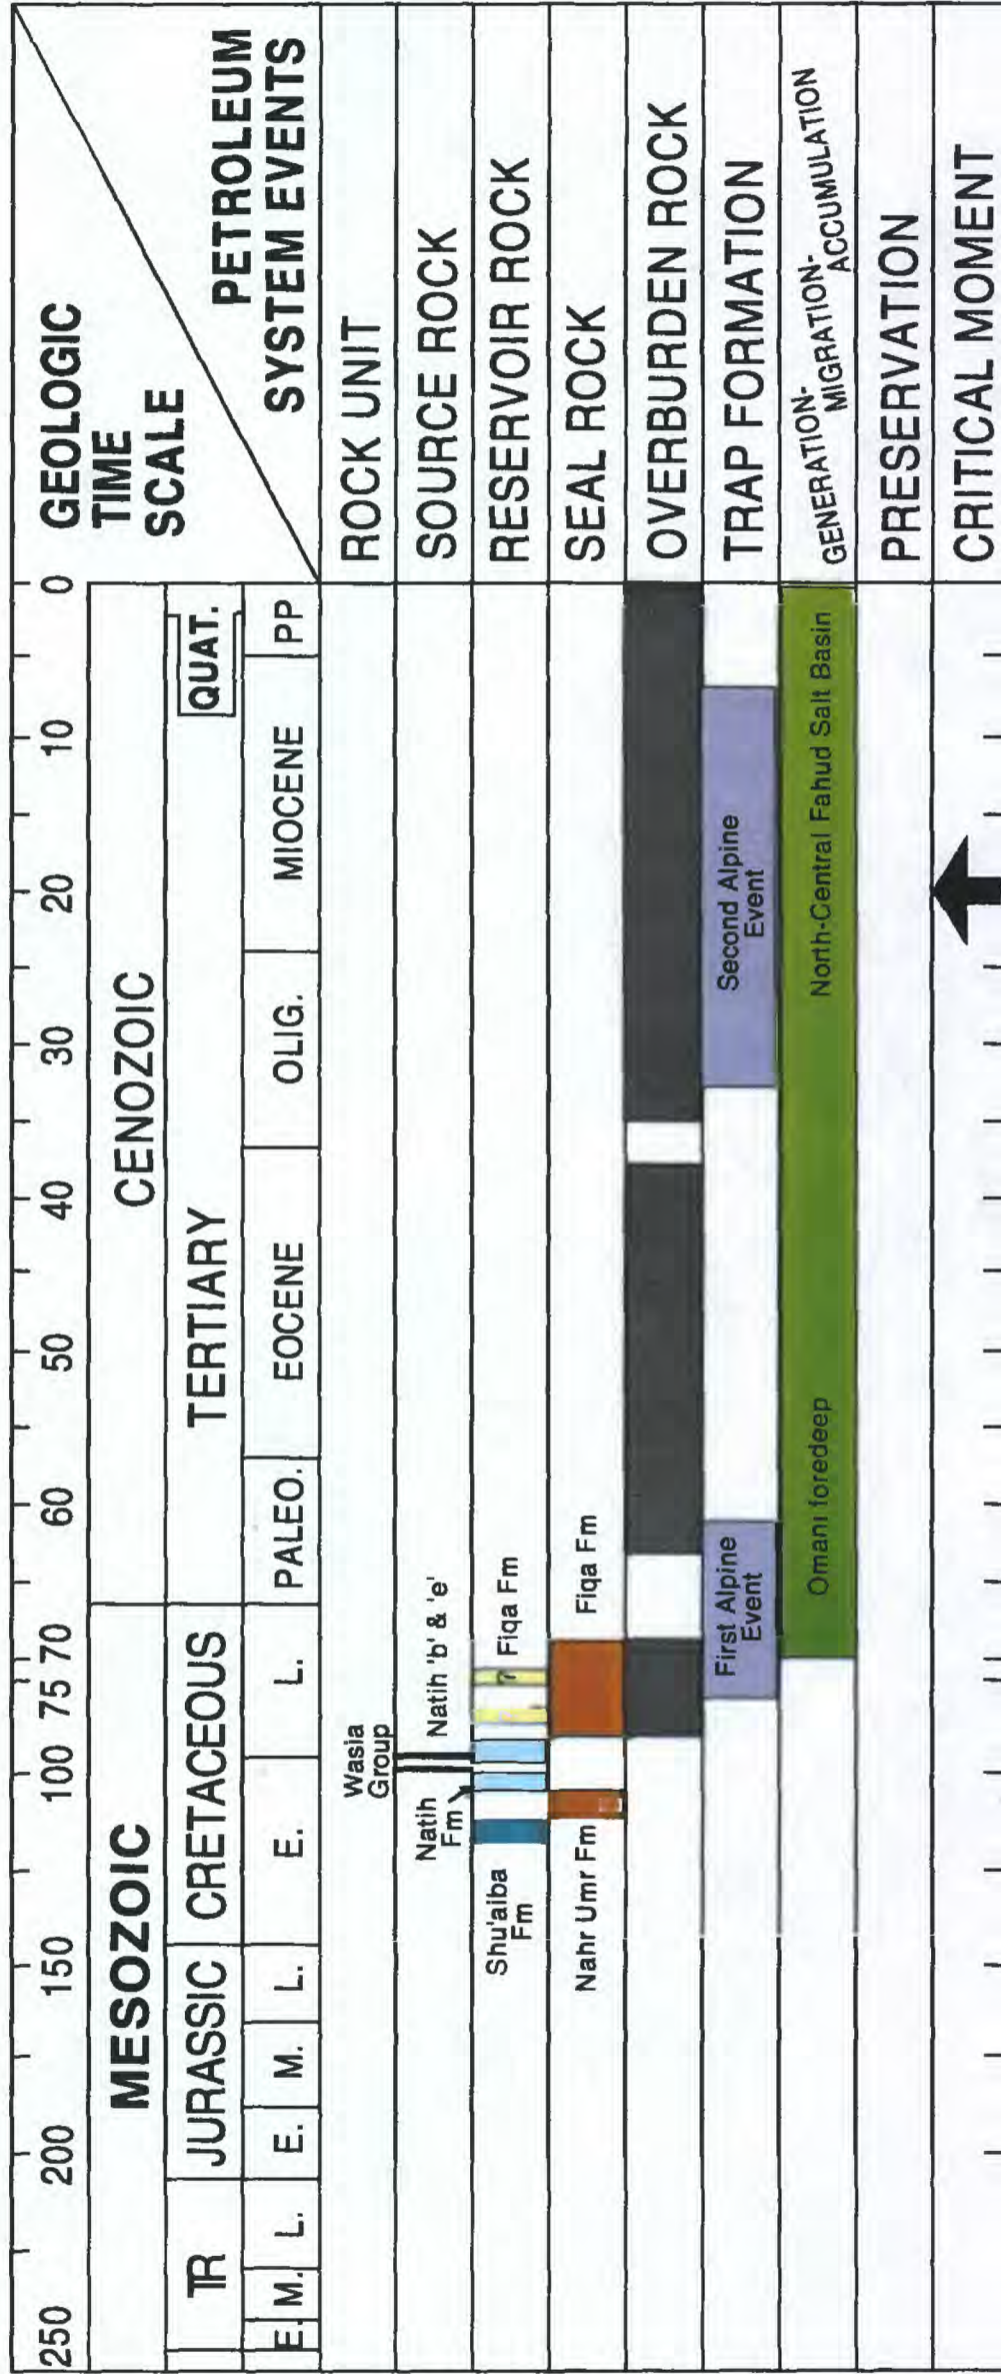 GEOLOGIC
TIME
SCALE
PETROLEUM
SYSTEM EVENTS
250 200 150 100 75 70 60 50 40 30 20 10 0
MESOZOIC CENOZOIC
TR JURASSIC CRETACEOUS TERTIARY QUAT.
E. M. L. E. M. L. E. L. PALEO. EOCENE OLIG. MIOCENE PP
ROCK UNIT
Wasia
Group
SOURCE ROCK
Natih 'b' & 'e'
Natih
Fm
RESERVOIR ROCK
Shu'aiba
Fm
? Fiqa Fm
SEAL ROCK
Nahr Umr Fm
Fiqa Fm
OVERBURDEN ROCK
TRAP FORMATION
First Alpine
Event
Second Alpine
Event
GENERATION-
MIGRATION-
ACCUMULATION
Omani foredeep
North-Central Fahud Salt Basin
PRESERVATION
CRITICAL MOMENT